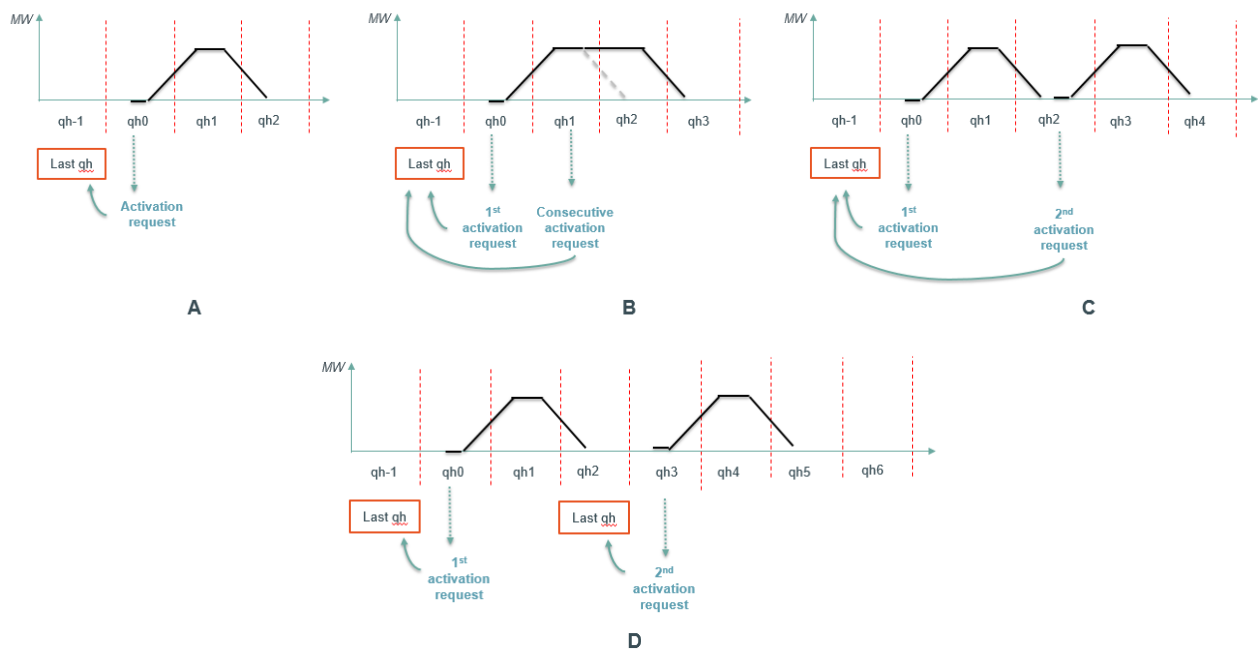 MW
qh-1 qh0 qh1 qh2
Last qh
Activation
request
A
MW
qh-1 qh0 qh1 qh2 qh3
Last qh
1st
activation
request
Consecutive
activation
request
B
MW
qh-1 qh0 qh1 qh2 qh3 qh4
Last qh
1st
activation
request
2nd
activation
request
C
MW
qh-1 qh0 qh1 qh2 qh3 qh4 qh5 qh6
Last qh
Last qh
1st
activation
request
2nd
activation
request
D